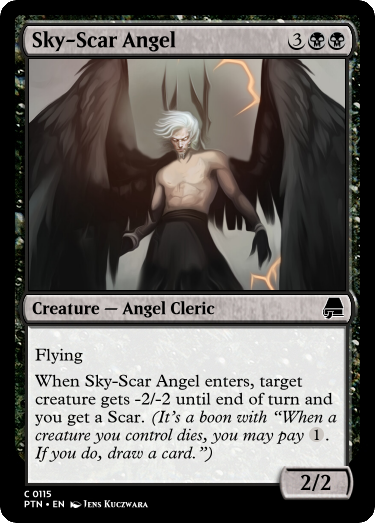 Sky-Scar Angel 3
Creature — Angel Cleric
Flying
When Sky-Scar Angel enters, target
creature gets -2/-2 until end of turn and
you get a Scar. (It's a boon with “When a
creature you control dies, you may pay 1.
If you do, draw a card.”)
2/2
C 0115
PTN • EN Jens Kuczwara